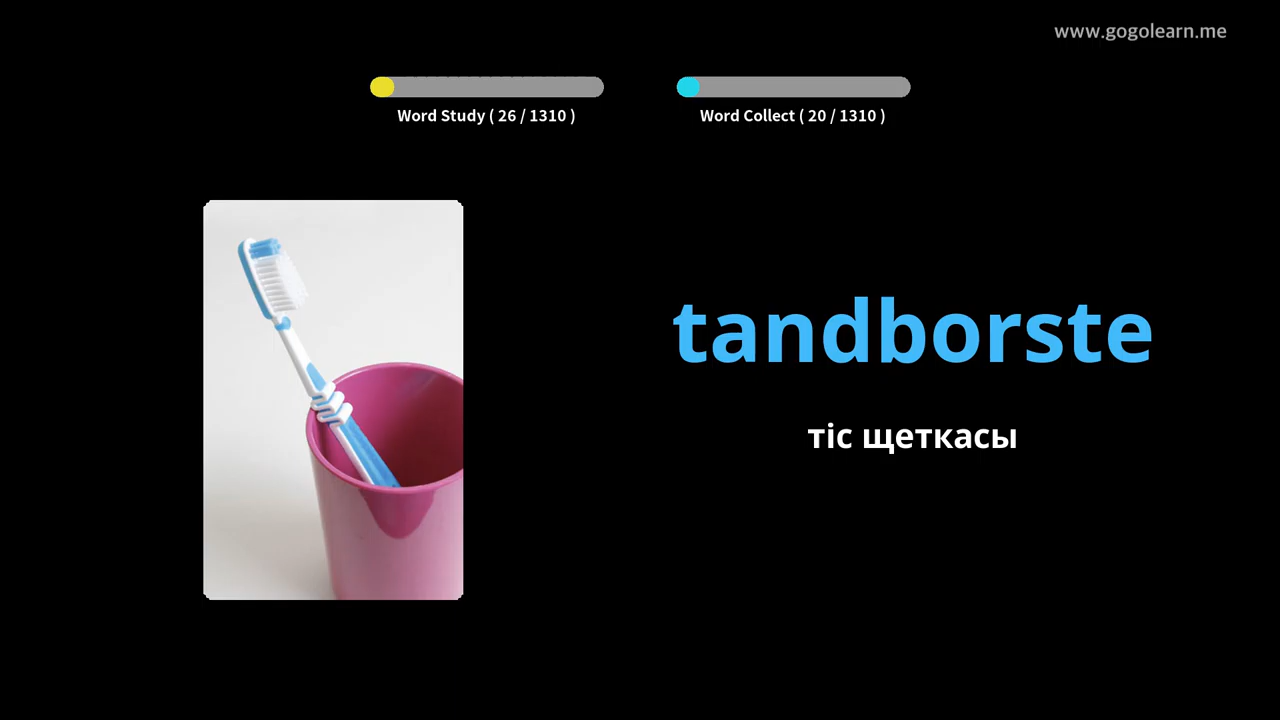 www.gogolearn.me
Word Study ( 26 / 1310 )
Word Collect ( 20 / 1310 )
tandborste
тіс щеткасы